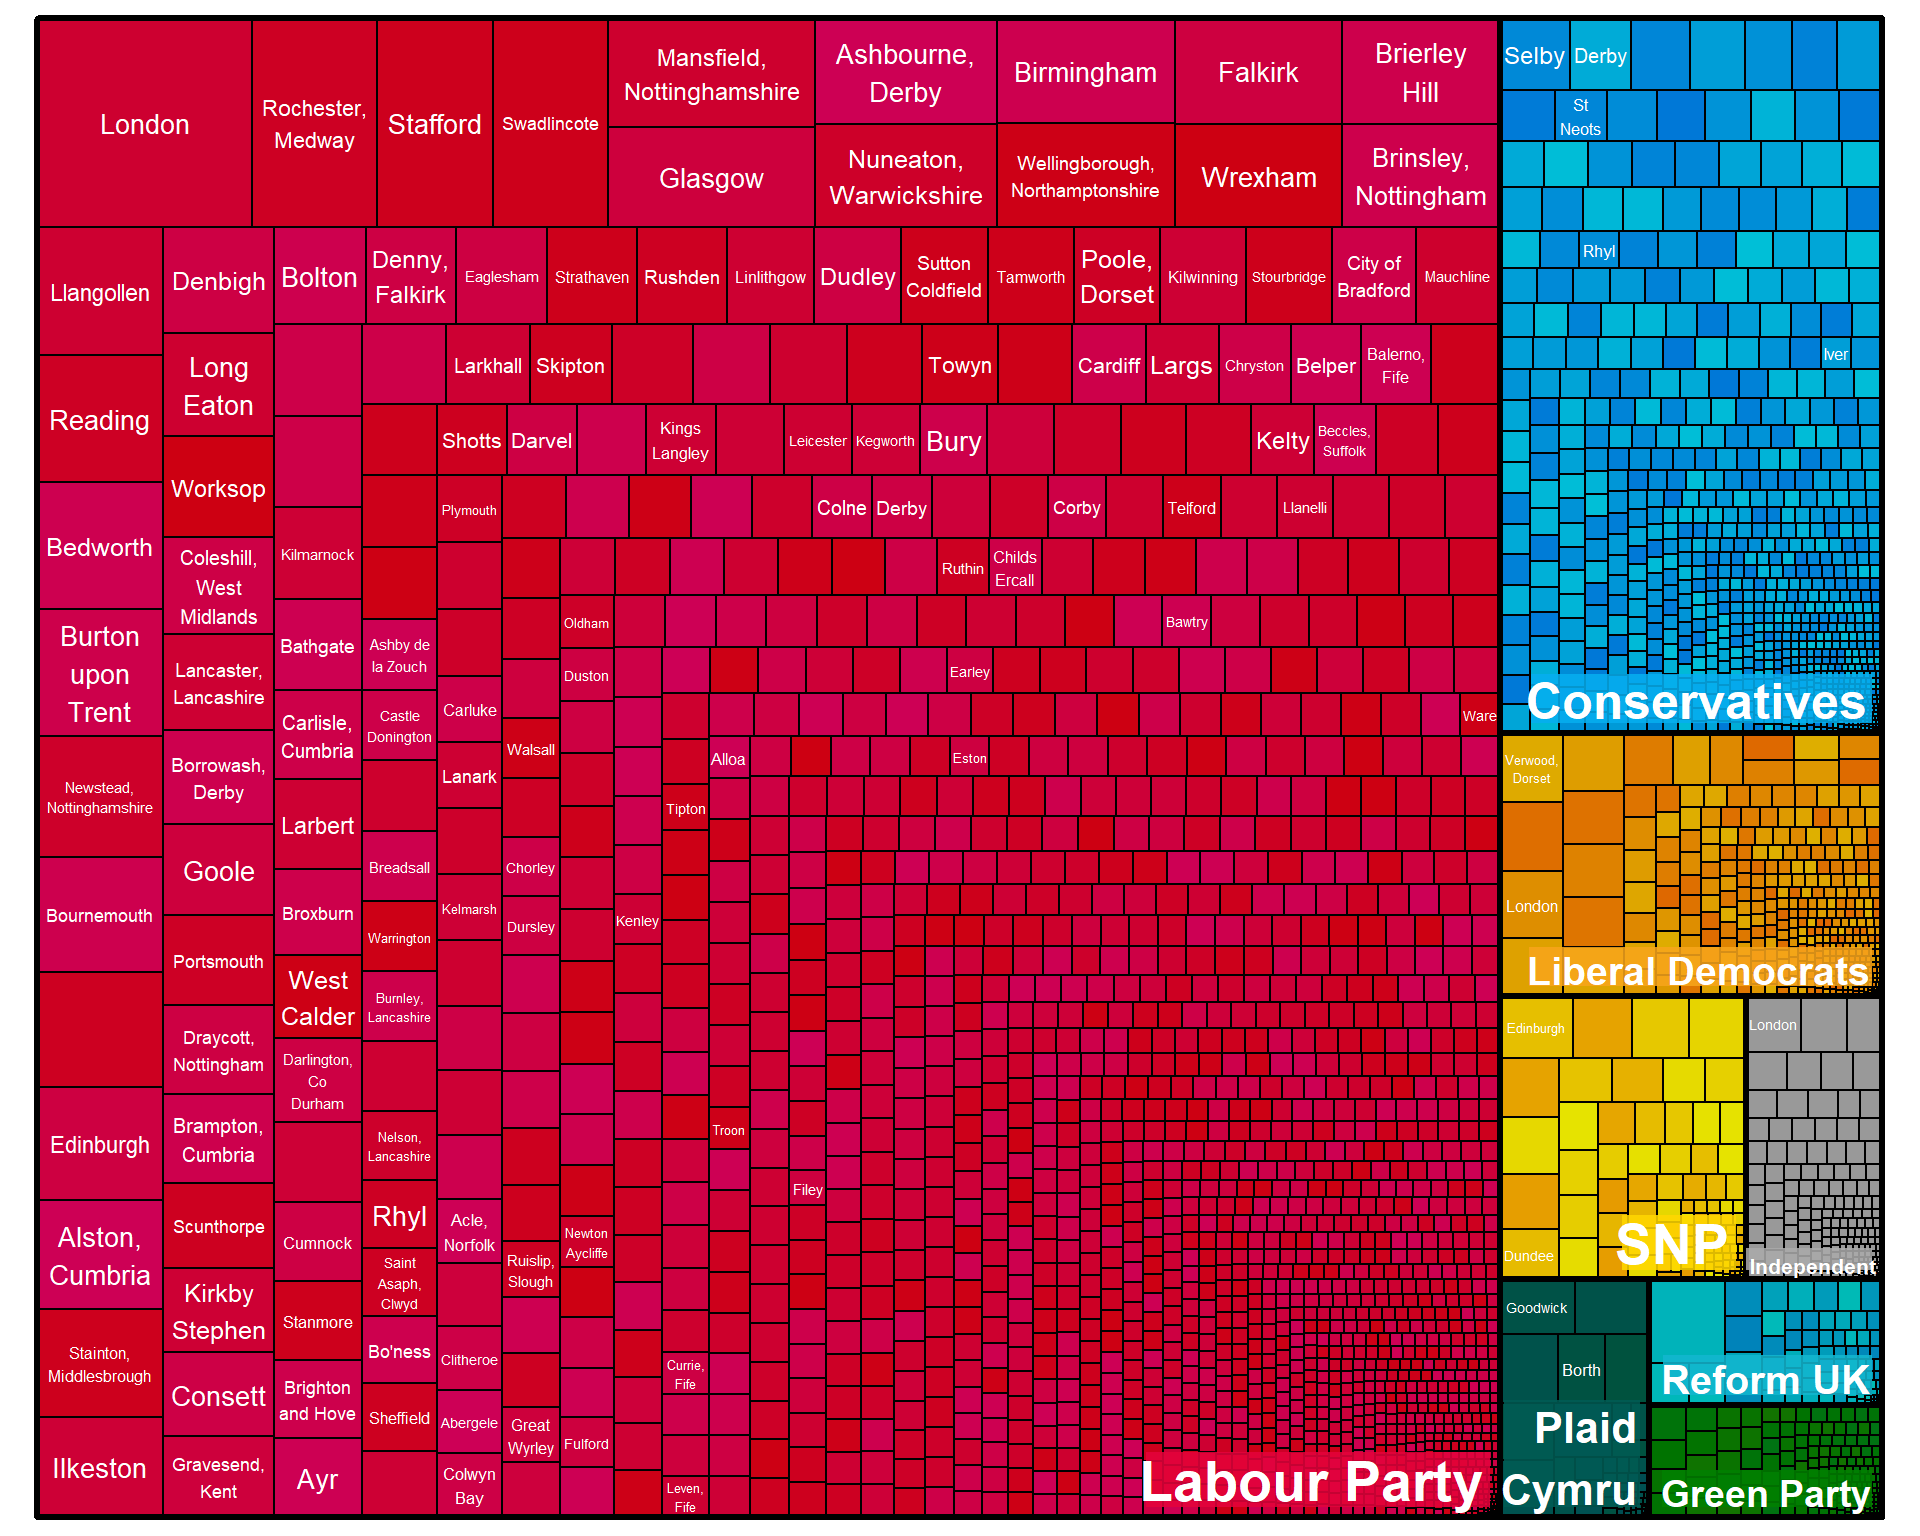 London
Rochester,
Medway
Stafford
Swadlincote
Mansfield,
Nottinghamshire
Glasgow
Ashbourne,
Derby
Nuneaton,
Warwickshire
Birmingham
Wellingborough,
Northamptonshire
Falkirk
Wrexham
Brierley
Hill
Brinsley,
Nottingham
Llangollen
Reading
Bedworth
Burton
upon
Trent
Newstead,
Nottinghamshire
Bournemouth
Edinburgh
Alston,
Cumbria
Stainton,
Middlesbrough
Ilkeston
Denbigh
Long
Eaton
Worksop
Coleshill,
West
Midlands
Lancaster,
Lancashire
Borrowash,
Derby
Goole
Portsmouth
Draycott,
Nottingham
Brampton,
Cumbria
Scunthorpe
Kirkby
Stephen
Consett
Gravesend,
Kent
Bolton
Denny,
Falkirk
Eaglesham
Strathaven
Rushden
Linlithgow
Dudley
Sutton
Coldfield
Tamworth
Poole,
Dorset
Kilwinning
Stourbridge
City of
Bradford
Mauchline
Kilmarnock
Bathgate
Carlisle,
Cumbria
Larbert
Broxburn
West
Calder
Darlington,
Co
Durham
Cumnock
Stanmore
Brighton
and Hove
Ayr
Larkhall
Skipton
Towyn
Cardiff
Largs
Chryston
Belper
Balerno,
Fife
Ashby de
la Zouch
Castle
Donington
Breadsall
Warrington
Burnley,
Lancashire
Nelson,
Lancashire
Rhyl
Saint
Asaph,
Clwyd
Bo'ness
Sheffield
Shotts
Darvel
Kings
Langley
Leicester
Kegworth
Bury
Kelty
Beccles,
Suffolk
Plymouth
Carluke
Lanark
Kelmarsh
Acle,
Norfolk
Clitheroe
Abergele
Colwyn
Bay
Colne
Derby
Corby
Telford
Llanelli
Walsall
Chorley
Dursley
Ruislip,
Slough
Great
Wyrley
Ruthin
Childs
Ercall
Oldham
Duston
Newton
Aycliffe
Fulford
Bawtry
Kenley
Earley
Tipton
Currie,
Fife
Leven,
Fife
Ware
Alloa
Troon
Eston
Filey
Labour Party
Selby
Derby
St
Neots
Rhyl
Iver
Conservatives
Verwood,
Dorset
London
Liberal Democrats
Edinburgh
Dundee
SNP
London
Independent
Goodwick
Borth
Plaid
Cymru
Reform UK
Green Party